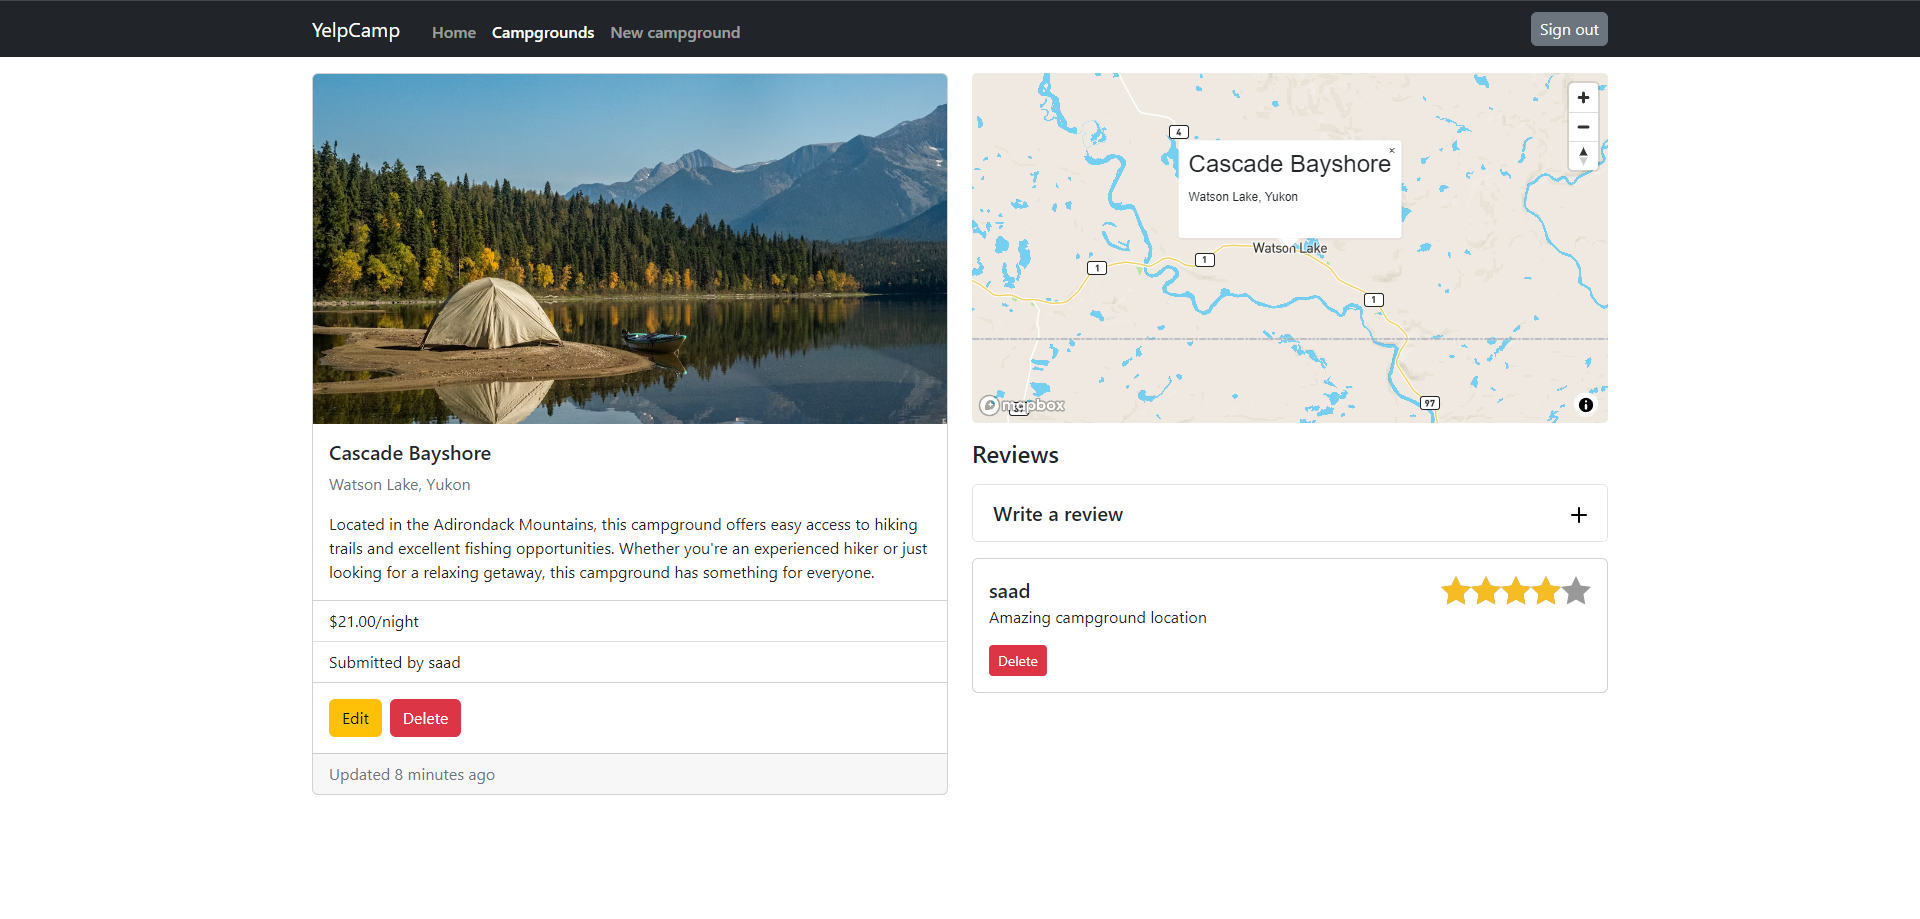 YelpCamp Home Campgrounds New campground Sign out
Cascade Bayshore
Watson Lake, Yukon
Located in the Adirondack Mountains, this campground offers easy access to hiking
trails and excellent fishing opportunities. Whether you're an experienced hiker or just
looking for a relaxing getaway, this campground has something for everyone.
$21.00/night
Submitted by saad
Edit Delete
Updated 8 minutes ago
4
Cascade Bayshore
Watson Lake, Yukon
Watson Lake
1
1
1
97
mapbox
Reviews
Write a review
saad
Amazing campground location
Delete